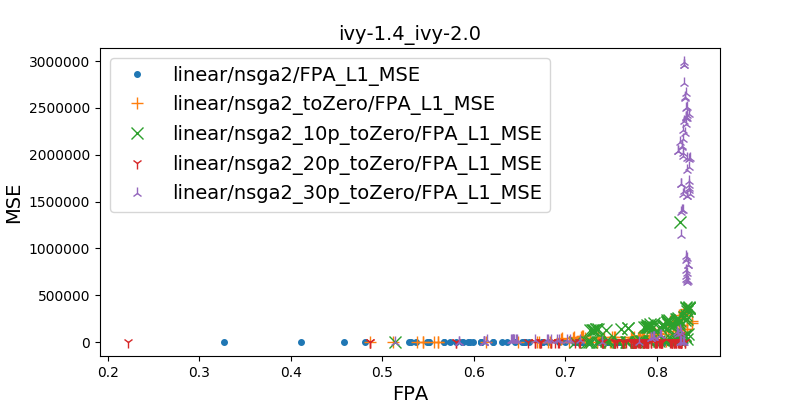 ivy-1.4_ivy-2.0
linear/nsga2/FPA_L1_MSE
linear/nsga2_toZero/FPA_L1_MSE
linear/nsga2_10p_toZero/FPA_L1_MSE
linear/nsga2_20p_toZero/FPA_L1_MSE
linear/nsga2_30p_toZero/FPA_L1_MSE
MSE
3000000
2500000
2000000
1500000
1000000
500000
0
0.2 0.3 0.4 0.5 0.6 0.7 0.8
FPA